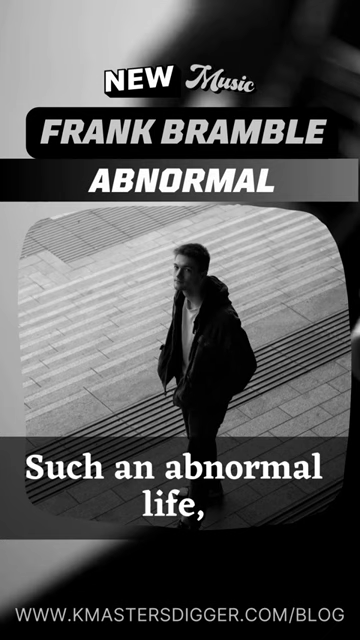 NEW Music
FRANK BRAMBLE
ABNORMAL
Such an abnormal
life,
WWW.KMASTERSDIGGER.COM/BLOG